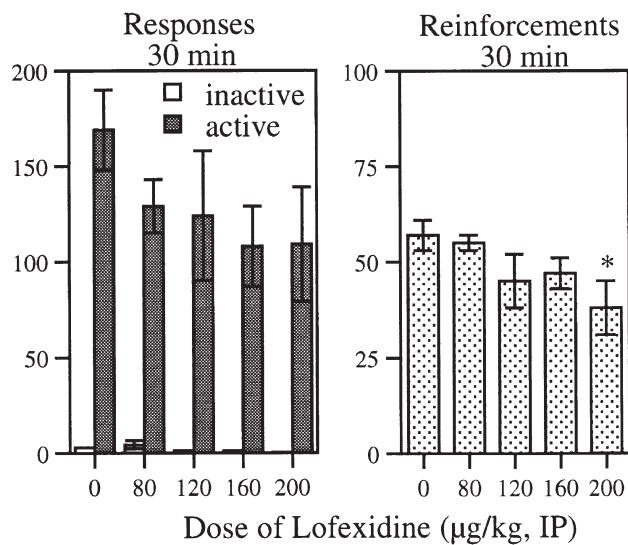 Responses
30 min
200
150
100
50
0
inactive
active
0 80 120 160 200
Reinforcements
30 min
100
75
50
25
0
*
0 80 120 160 200
Dose of Lofexidine (µg/kg, IP)